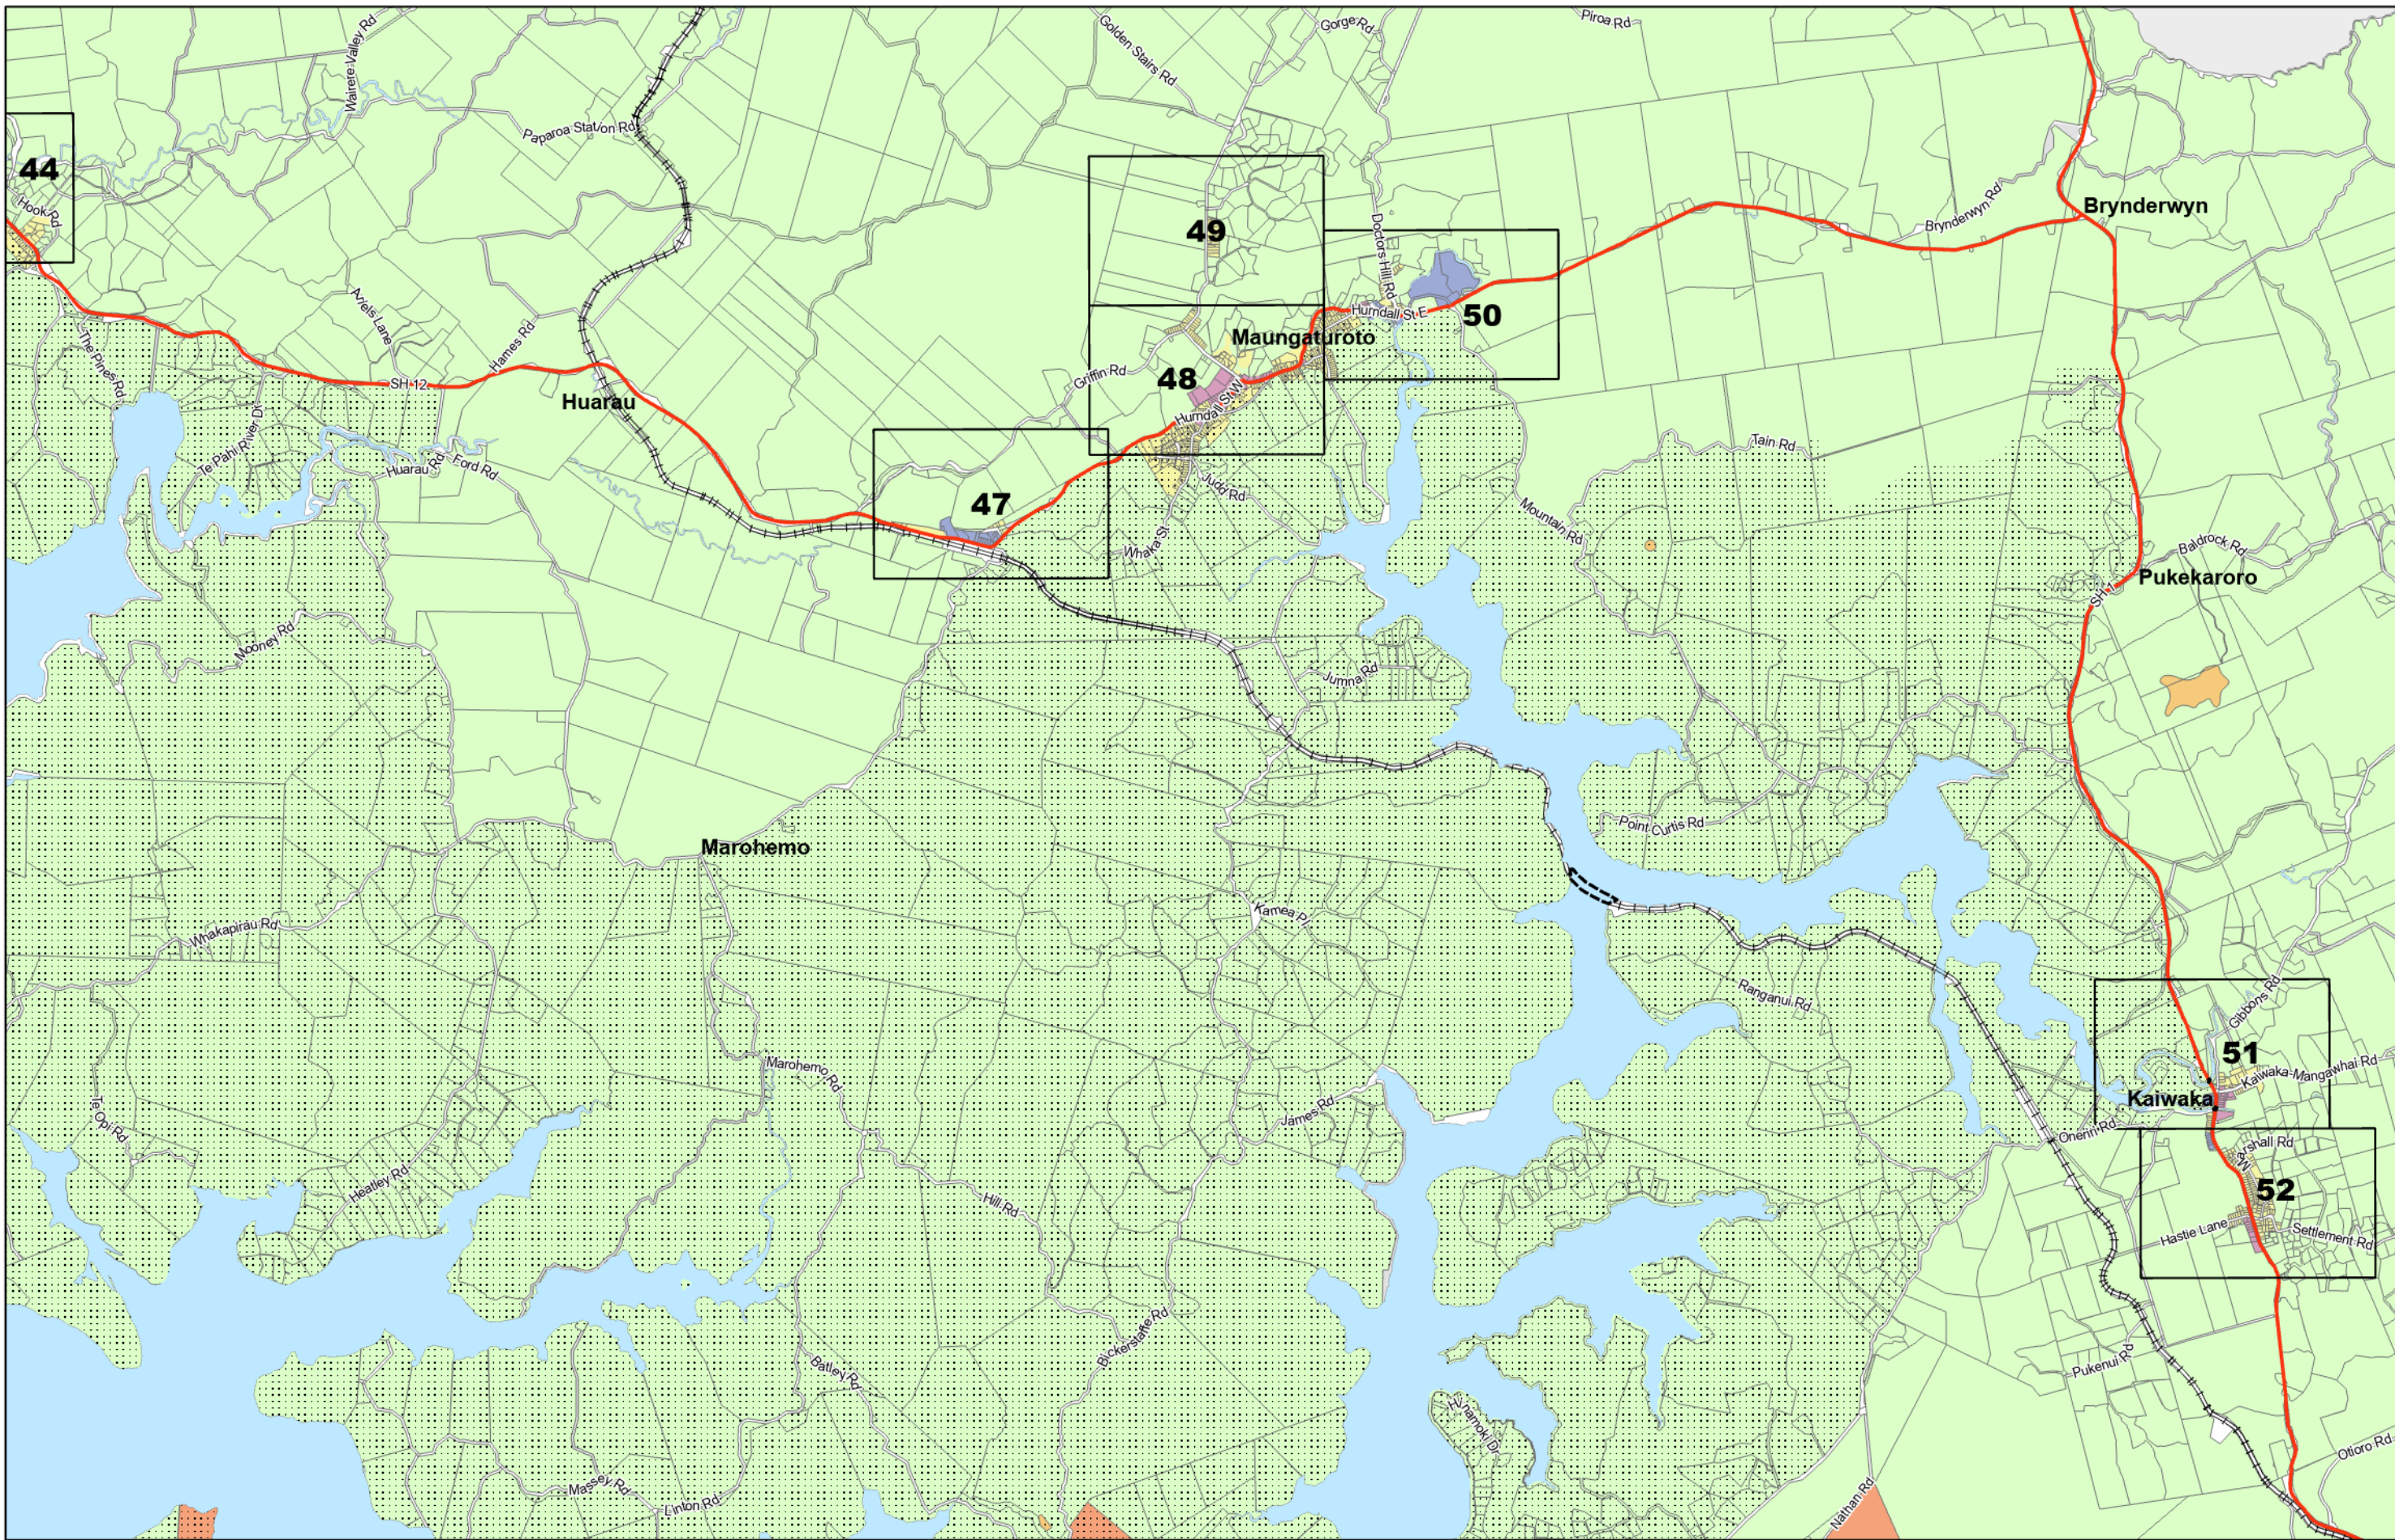 Piroa Rd
Gorge Rd
Golden Stairs Rd
Wairere Valley Rd
Paparoa Station Rd
44
Hook Rd
49
Doctors Hill Rd
Brynderwyn Rd
Brynderwyn
Ariels Lane
Hames Rd
The Pines Rd
SH 12
Huarau
Hurndall St E
50
Maungaturoto
Griffin Rd
48
Hurndall St W
Te Pahi River Dr
Huarau Rd
Ford Rd
Tain Rd
47
Judd Rd
Mountain Rd
Whaka St
Baldrock Rd
Pukekaroro
SH 1
Mooney Rd
Jumna Rd
Point Curtis Rd
Marohemo
Kamea Pl
Whakapirau Rd
Ranganui Rd
Gibbons Rd
51
Kaiwaka-Mangawhai Rd
Kaiwaka
Marohemo Rd
James Rd
Te Opi Rd
Oneriri Rd
Marshall Rd
52
Heatley Rd
Hill Rd
Hastie Lane
Settlement Rd
Bickerstaffe Rd
Batley Rd
Pukenui Rd
Hinamoki Dr
Otioro Rd
Massey Rd
Linton Rd
Nathan Rd